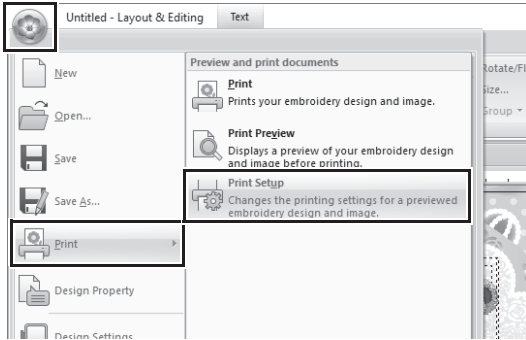 Untitled - Layout & Editing
Text
New
Open...
Save
Save As...
Print
Design Property
Design Settings
Preview and print documents
Print
Prints your embroidery design and image.
Print Preview
Displays a preview of your embroidery design
and image before printing.
Print Setup
Changes the printing settings for a previewed
embroidery design and image.
Rotate/Fl
Size...
Group